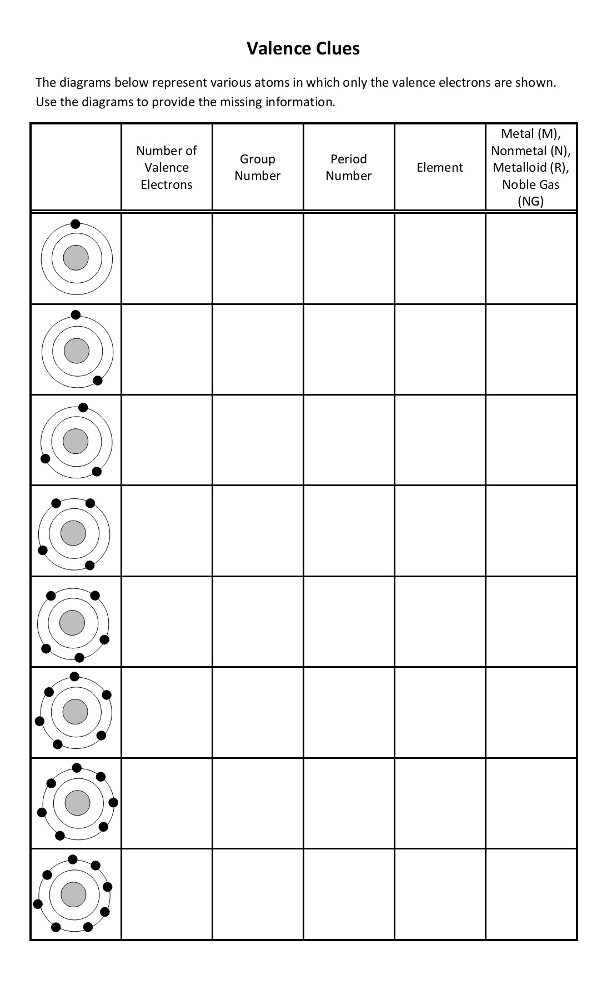 Valence Clues
The diagrams below represent various atoms in which only the valence electrons are shown.
Use the diagrams to provide the missing information.
Number of
Valence
Electrons
Group
Number
Period
Number
Element
Metal (M),
Nonmetal (N),
Metalloid (R),
Noble Gas
(NG)